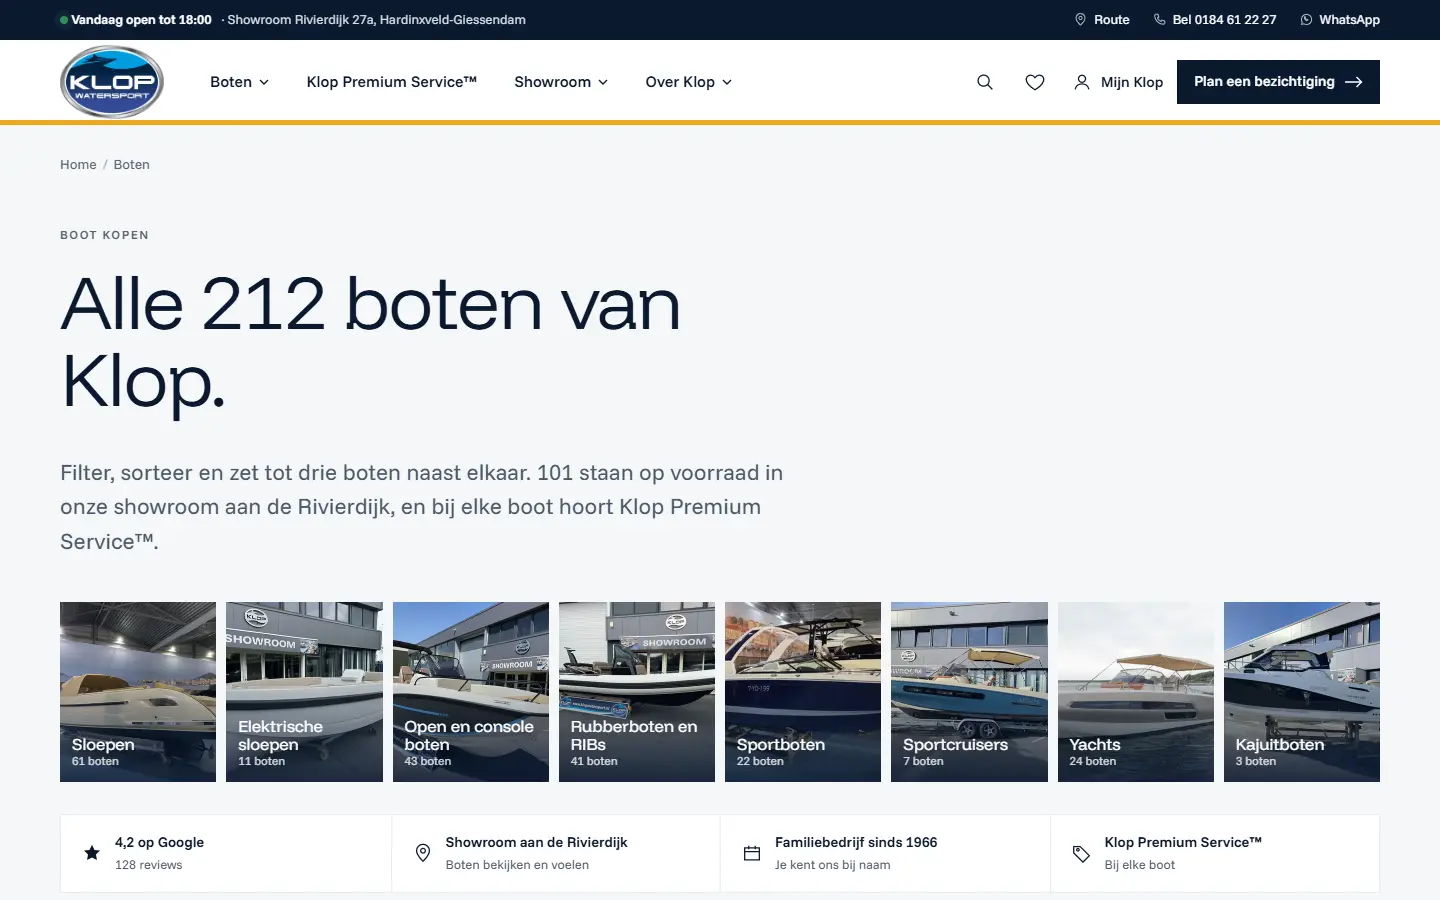 Vandaag open tot 18:00 · Showroom Rivierdijk 27a, Hardinxveld-Giessendam
Route
Bel 0184 61 22 27
WhatsApp
KLOP
WATERSPORT
Boten
Klop Premium Service™
Showroom
Over Klop
Mijn Klop
Plan een bezichtiging
Home / Boten
BOOT KOPEN
Alle 212 boten van
Klop.
Filter, sorteer en zet tot drie boten naast elkaar. 101 staan op voorraad in
onze showroom aan de Rivierdijk, en bij elke boot hoort Klop Premium
Service™.
Sloepen
61 boten
KLOP
SHOWROOM
Elektrische
sloepen
11 boten
SHOWROOM
Open en console
boten
43 boten
KLOP
SHOWROOM
Rubberboten en
RIBs
41 boten
Sportboten
22 boten
Sportcruisers
7 boten
Yachts
24 boten
Kajuitboten
3 boten
4,2 op Google
128 reviews
Showroom aan de Rivierdijk
Boten bekijken en voelen
Familiebedrijf sinds 1966
Je kent ons bij naam
Klop Premium Service™
Bij elke boot